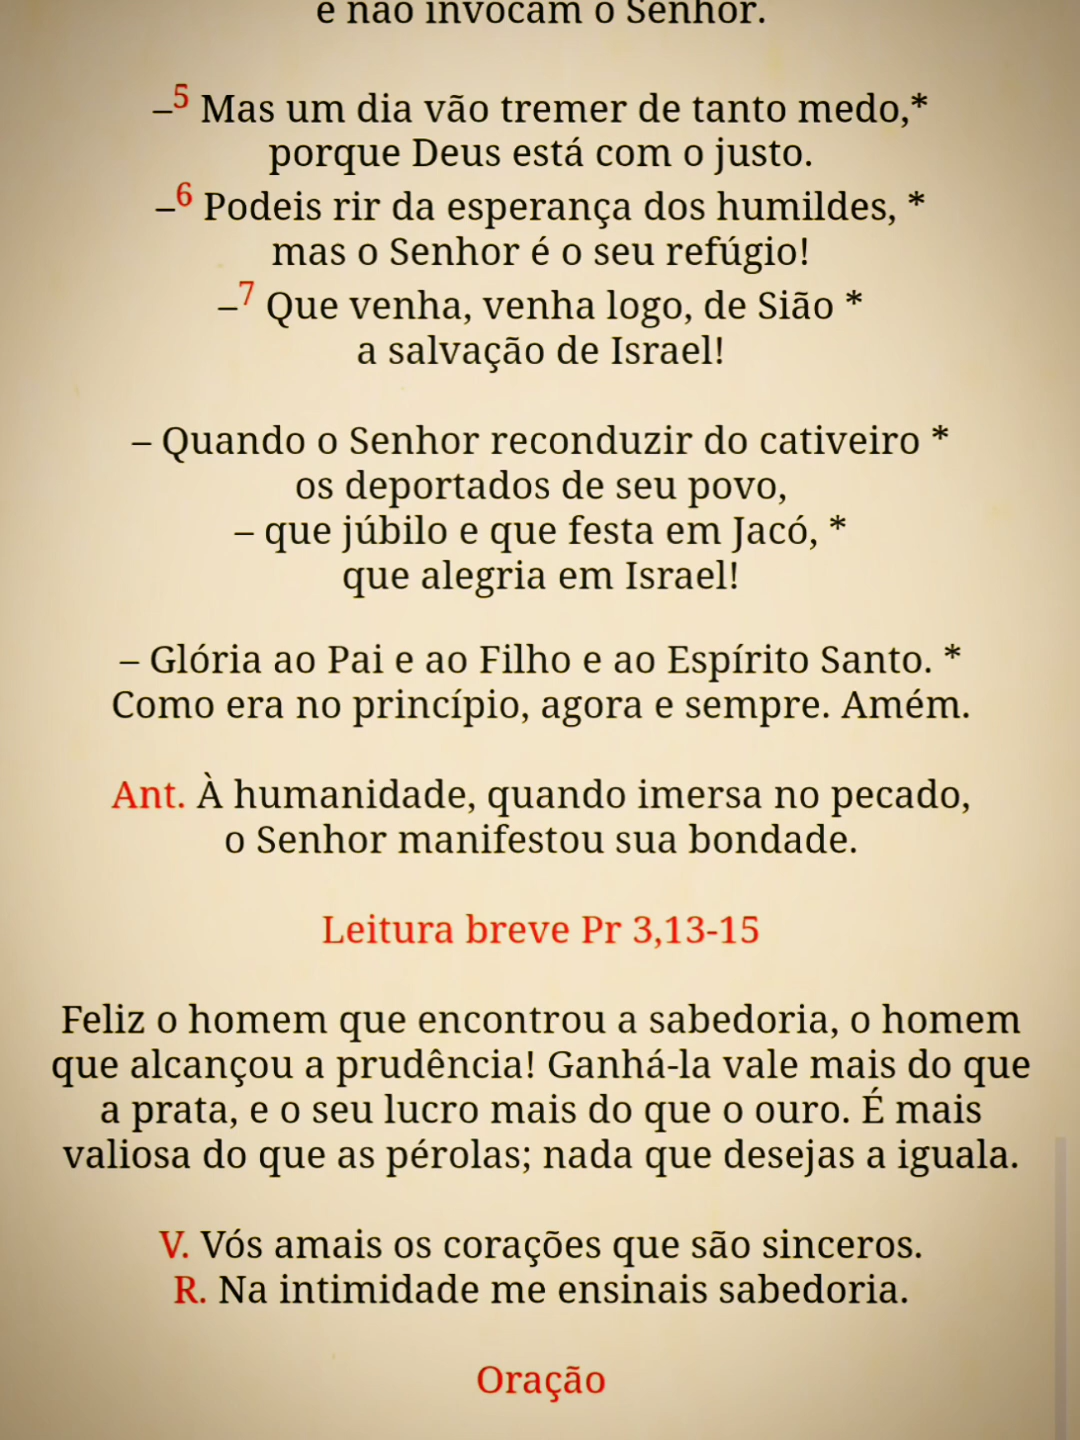 e não invocam o Senhor.
–5 Mas um dia vão tremer de tanto medo,*
porque Deus está com o justo.
–6 Podeis rir da esperança dos humildes, *
mas o Senhor é o seu refúgio!
–7 Que venha, venha logo, de Sião *
a salvação de Israel!
– Quando o Senhor reconduzir do cativeiro *
os deportados de seu povo,
– que júbilo e que festa em Jacó, *
que alegria em Israel!
– Glória ao Pai e ao Filho e ao Espírito Santo. *
Como era no princípio, agora e sempre. Amém.
Ant. À humanidade, quando imersa no pecado,
o Senhor manifestou sua bondade.
Leitura breve Pr 3,13-15
Feliz o homem que encontrou a sabedoria, o homem
que alcançou a prudência! Ganhá-la vale mais do que
a prata, e o seu lucro mais do que o ouro. É mais
valiosa do que as pérolas; nada que desejas a iguala.
V. Vós amais os corações que são sinceros.
R. Na intimidade me ensinais sabedoria.
Oração